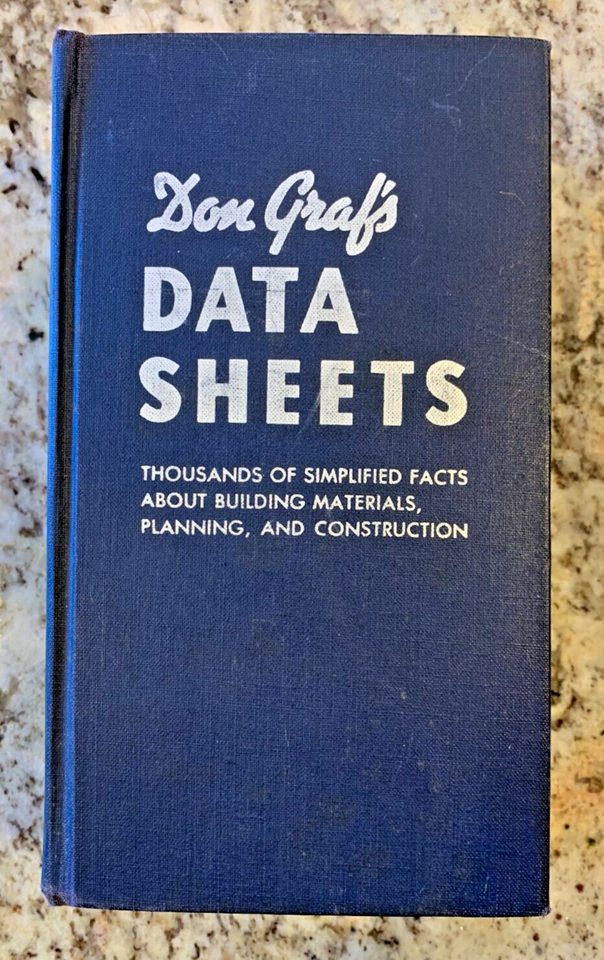 Don Graf's
DATA
SHEETS
THOUSANDS OF SIMPLIFIED FACTS
ABOUT BUILDING MATERIALS,
PLANNING, AND CONSTRUCTION